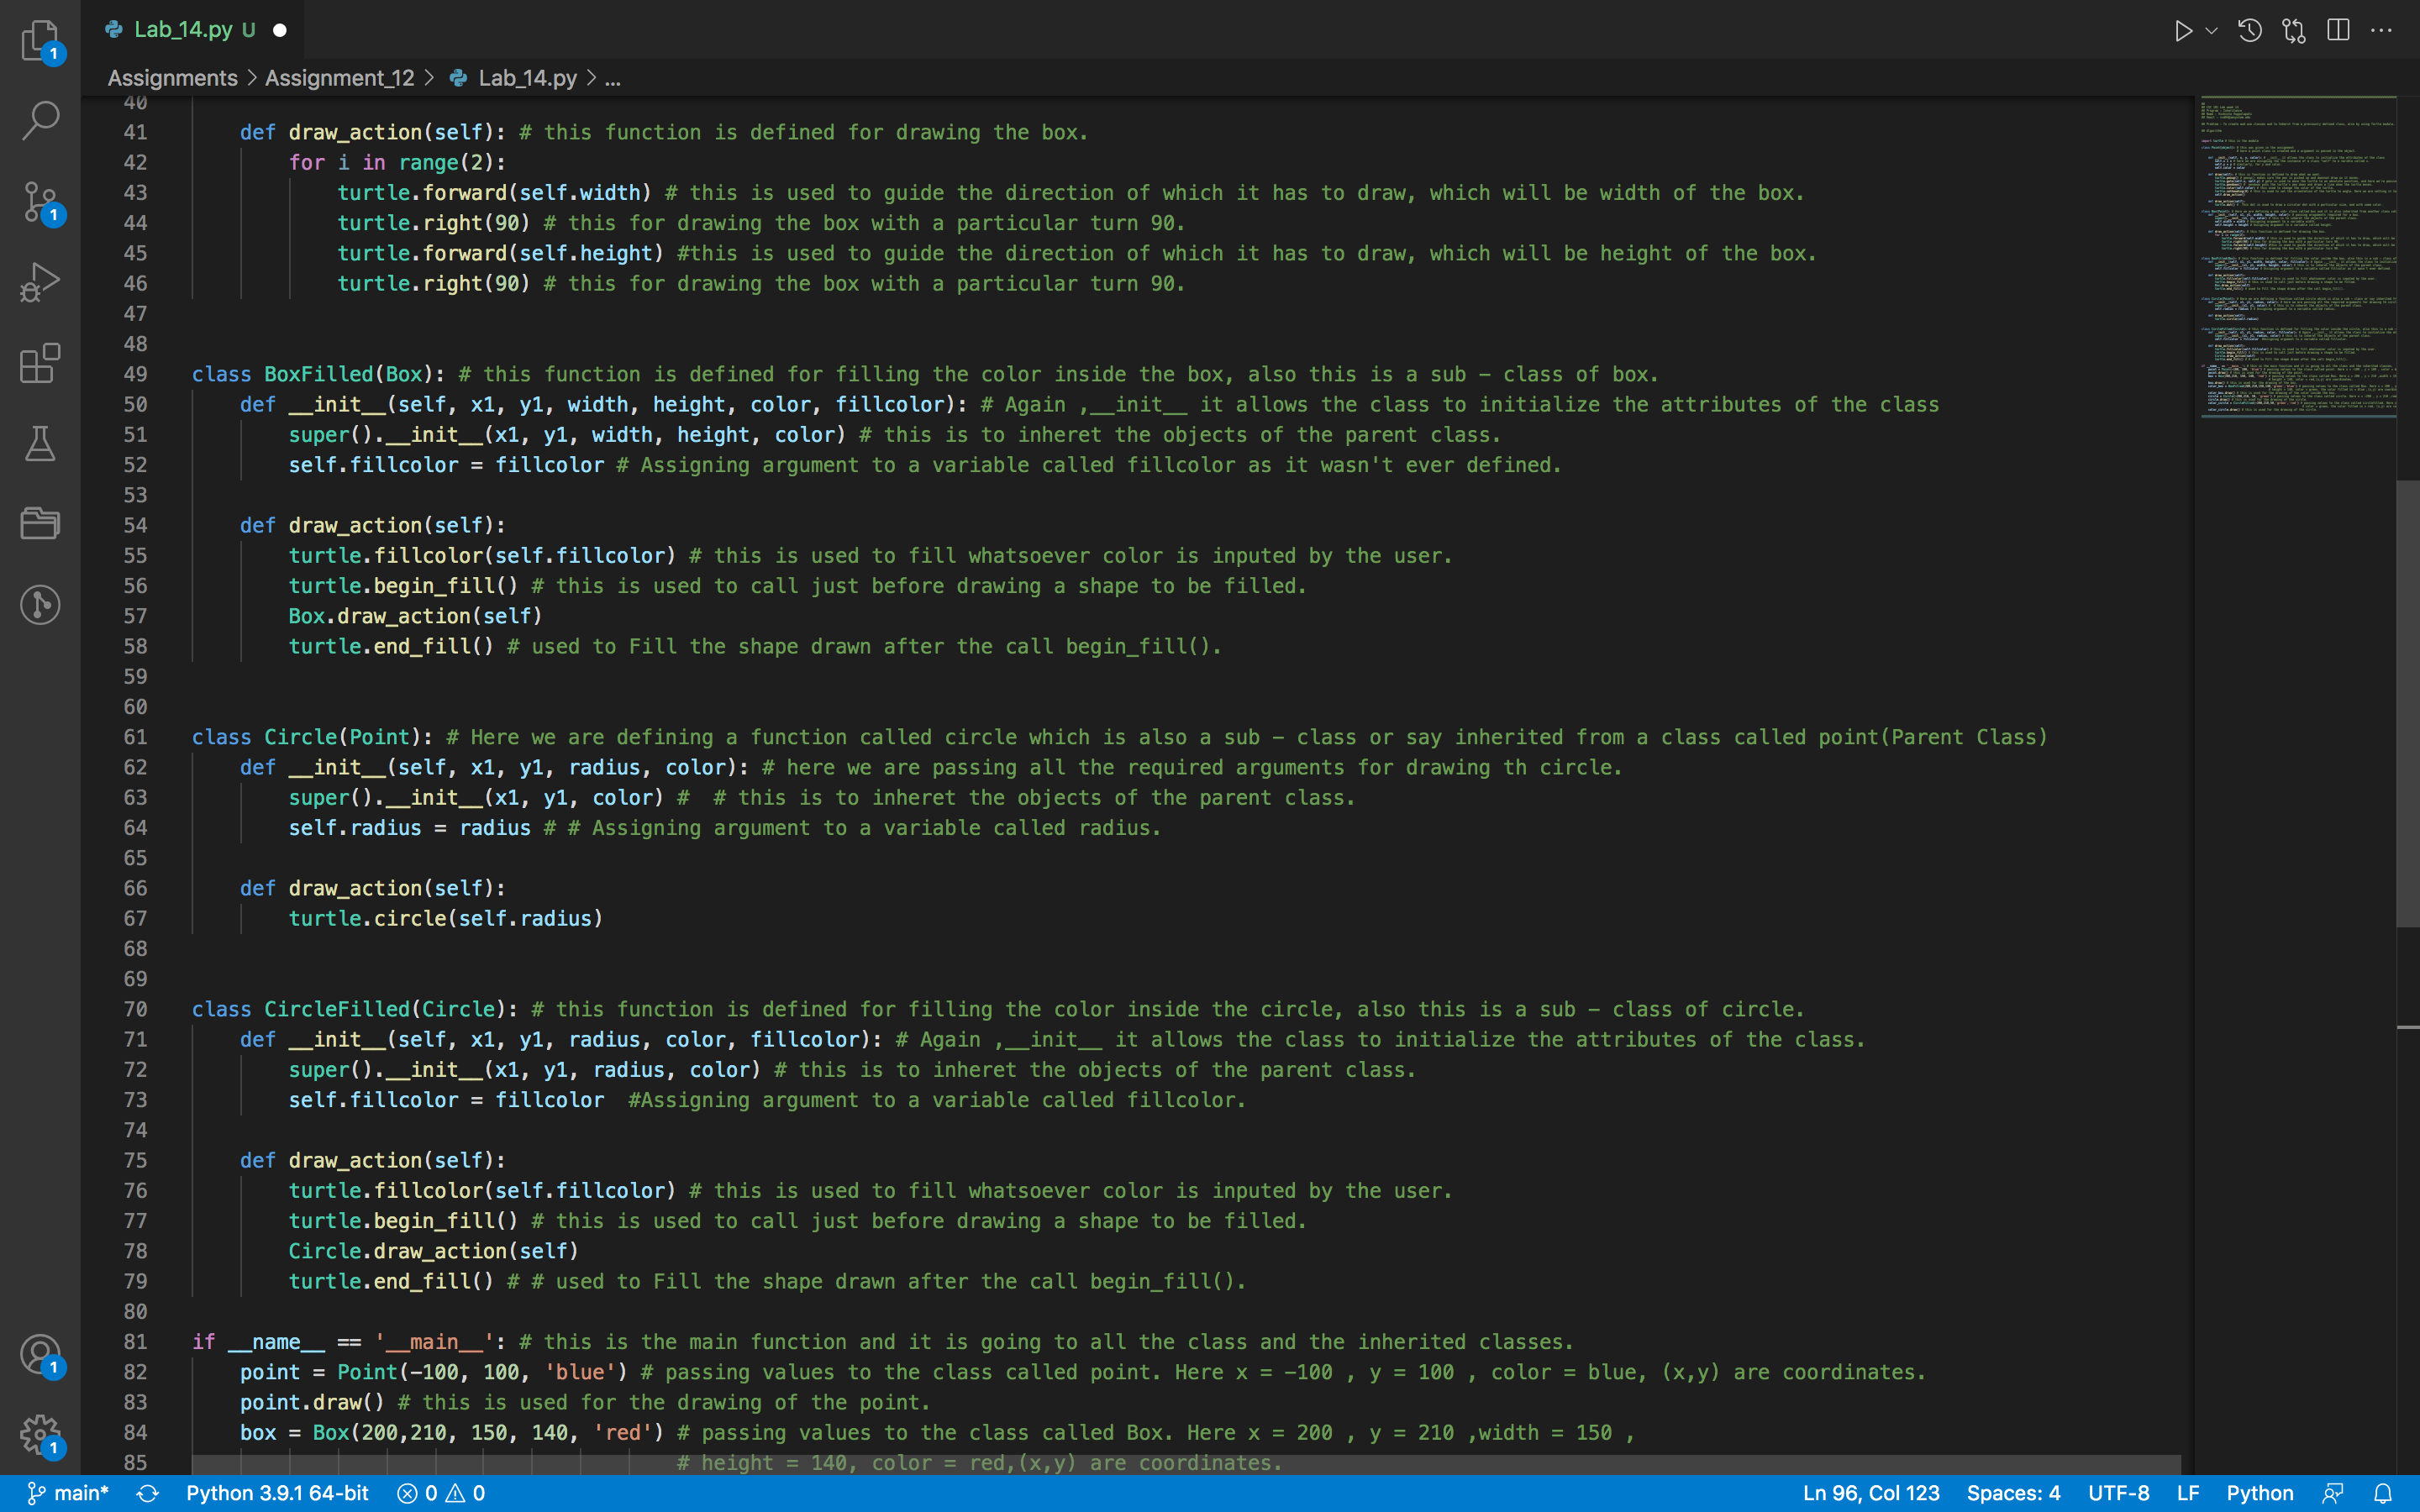 Lab_14.py U
Assignments > Assignment_12 > Lab_14.py > ...
40
41 def draw_action(self): # this function is defined for drawing the box.
42 for i in range(2):
43 turtle.forward(self.width) # this is used to guide the direction of which it has to draw, which will be width of the box.
44 turtle.right(90) # this for drawing the box with a particular turn 90.
45 turtle.forward(self.height) #this is used to guide the direction of which it has to draw, which will be height of the box.
46 turtle.right(90) # this for drawing the box with a particular turn 90.
47
48
49 class BoxFilled(Box): # this function is defined for filling the color inside the box, also this is a sub - class of box.
50 def __init__(self, x1, y1, width, height, color, fillcolor): # Again ,__init__ it allows the class to initialize the attributes of the class
51 super().__init__(x1, y1, width, height, color) # this is to inheret the objects of the parent class.
52 self.fillcolor = fillcolor # Assigning argument to a variable called fillcolor as it wasn't ever defined.
53
54 def draw_action(self):
55 turtle.fillcolor(self.fillcolor) # this is used to fill whatsoever color is inputed by the user.
56 turtle.begin_fill() # this is used to call just before drawing a shape to be filled.
57 Box.draw_action(self)
58 turtle.end_fill() # used to Fill the shape drawn after the call begin_fill().
59
60
61 class Circle(Point): # Here we are defining a function called circle which is also a sub - class or say inherited from a class called point(Parent Class)
62 def __init__(self, x1, y1, radius, color): # here we are passing all the required arguments for drawing th circle.
63 super().__init__(x1, y1, color) #  # this is to inheret the objects of the parent class.
64 self.radius = radius # # Assigning argument to a variable called radius.
65
66 def draw_action(self):
67 turtle.circle(self.radius)
68
69
70 class CircleFilled(Circle): # this function is defined for filling the color inside the circle, also this is a sub - class of circle.
71 def __init__(self, x1, y1, radius, color, fillcolor): # Again ,__init__ it allows the class to initialize the attributes of the class.
72 super().__init__(x1, y1, radius, color) # this is to inheret the objects of the parent class.
73 self.fillcolor = fillcolor  #Assigning argument to a variable called fillcolor.
74
75 def draw_action(self):
76 turtle.fillcolor(self.fillcolor) # this is used to fill whatsoever color is inputed by the user.
77 turtle.begin_fill() # this is used to call just before drawing a shape to be filled.
78 Circle.draw_action(self)
79 turtle.end_fill() # # used to Fill the shape drawn after the call begin_fill().
80
81 if __name__ == '__main__': # this is the main function and it is going to all the class and the inherited classes.
82 point = Point(-100, 100, 'blue') # passing values to the class called point. Here x = -100 , y = 100 , color = blue, (x,y) are coordinates.
83 point.draw() # this is used for the drawing of the point.
84 box = Box(200,210, 150, 140, 'red') # passing values to the class called Box. Here x = 200 , y = 210 ,width = 150 ,
85 # height = 140, color = red,(x,y) are coordinates.
1
1
1
1
main* Python 3.9.1 64-bit 0 0 Ln 96, Col 123 Spaces: 4 UTF-8 LF Python